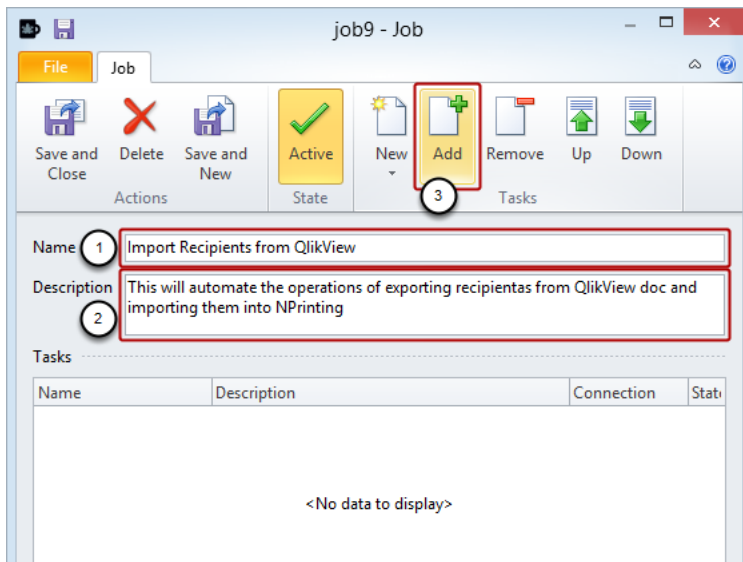 job9 - Job
File Job
Save and Close Delete Save and New Active New Add Remove Up Down
3
Actions State Tasks
Name 1 Import Recipients from QlikView
Description This will automate the operations of exporting recipientas from QlikView doc and
2 importing them into NPrinting
Tasks
Name Description Connection State
<No data to display>